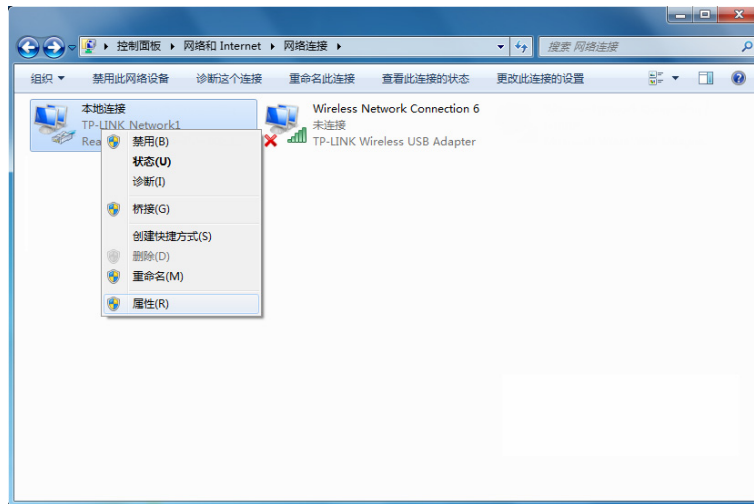 控制面板 ▸ 网络和 Internet ▸ 网络连接 ▸
搜索 网络连接
组织 禁用此网络设备 诊断这个连接 重命名此连接 查看此连接的状态 更改此连接的设置
本地连接
TP-LINK_Network1
Rea
Wireless Network Connection 6
未连接
TP-LINK Wireless USB Adapter
禁用(B)
状态(U)
诊断(I)
桥接(G)
创建快捷方式(S)
删除(D)
重命名(M)
属性(R)